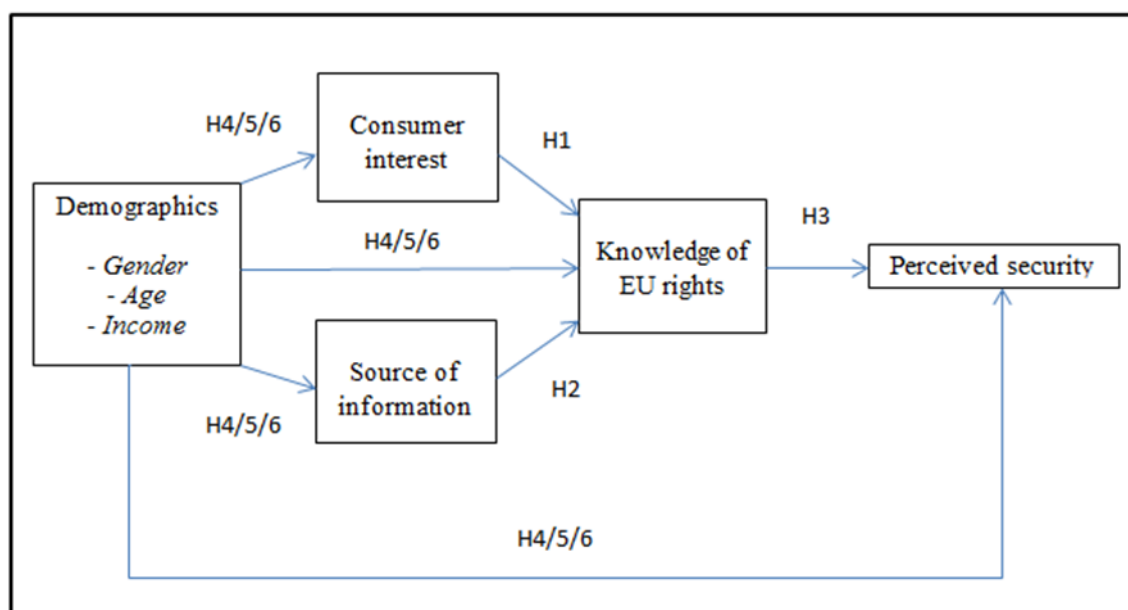 H4/5/6
Consumer
interest
H1
Demographics
- Gender
- Age
- Income
H4/5/6
Knowledge of
EU rights
H3
Perceived security
Source of
information
H2
H4/5/6
H4/5/6